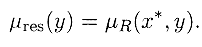 μ_res(y) = μ_R(x*, y).